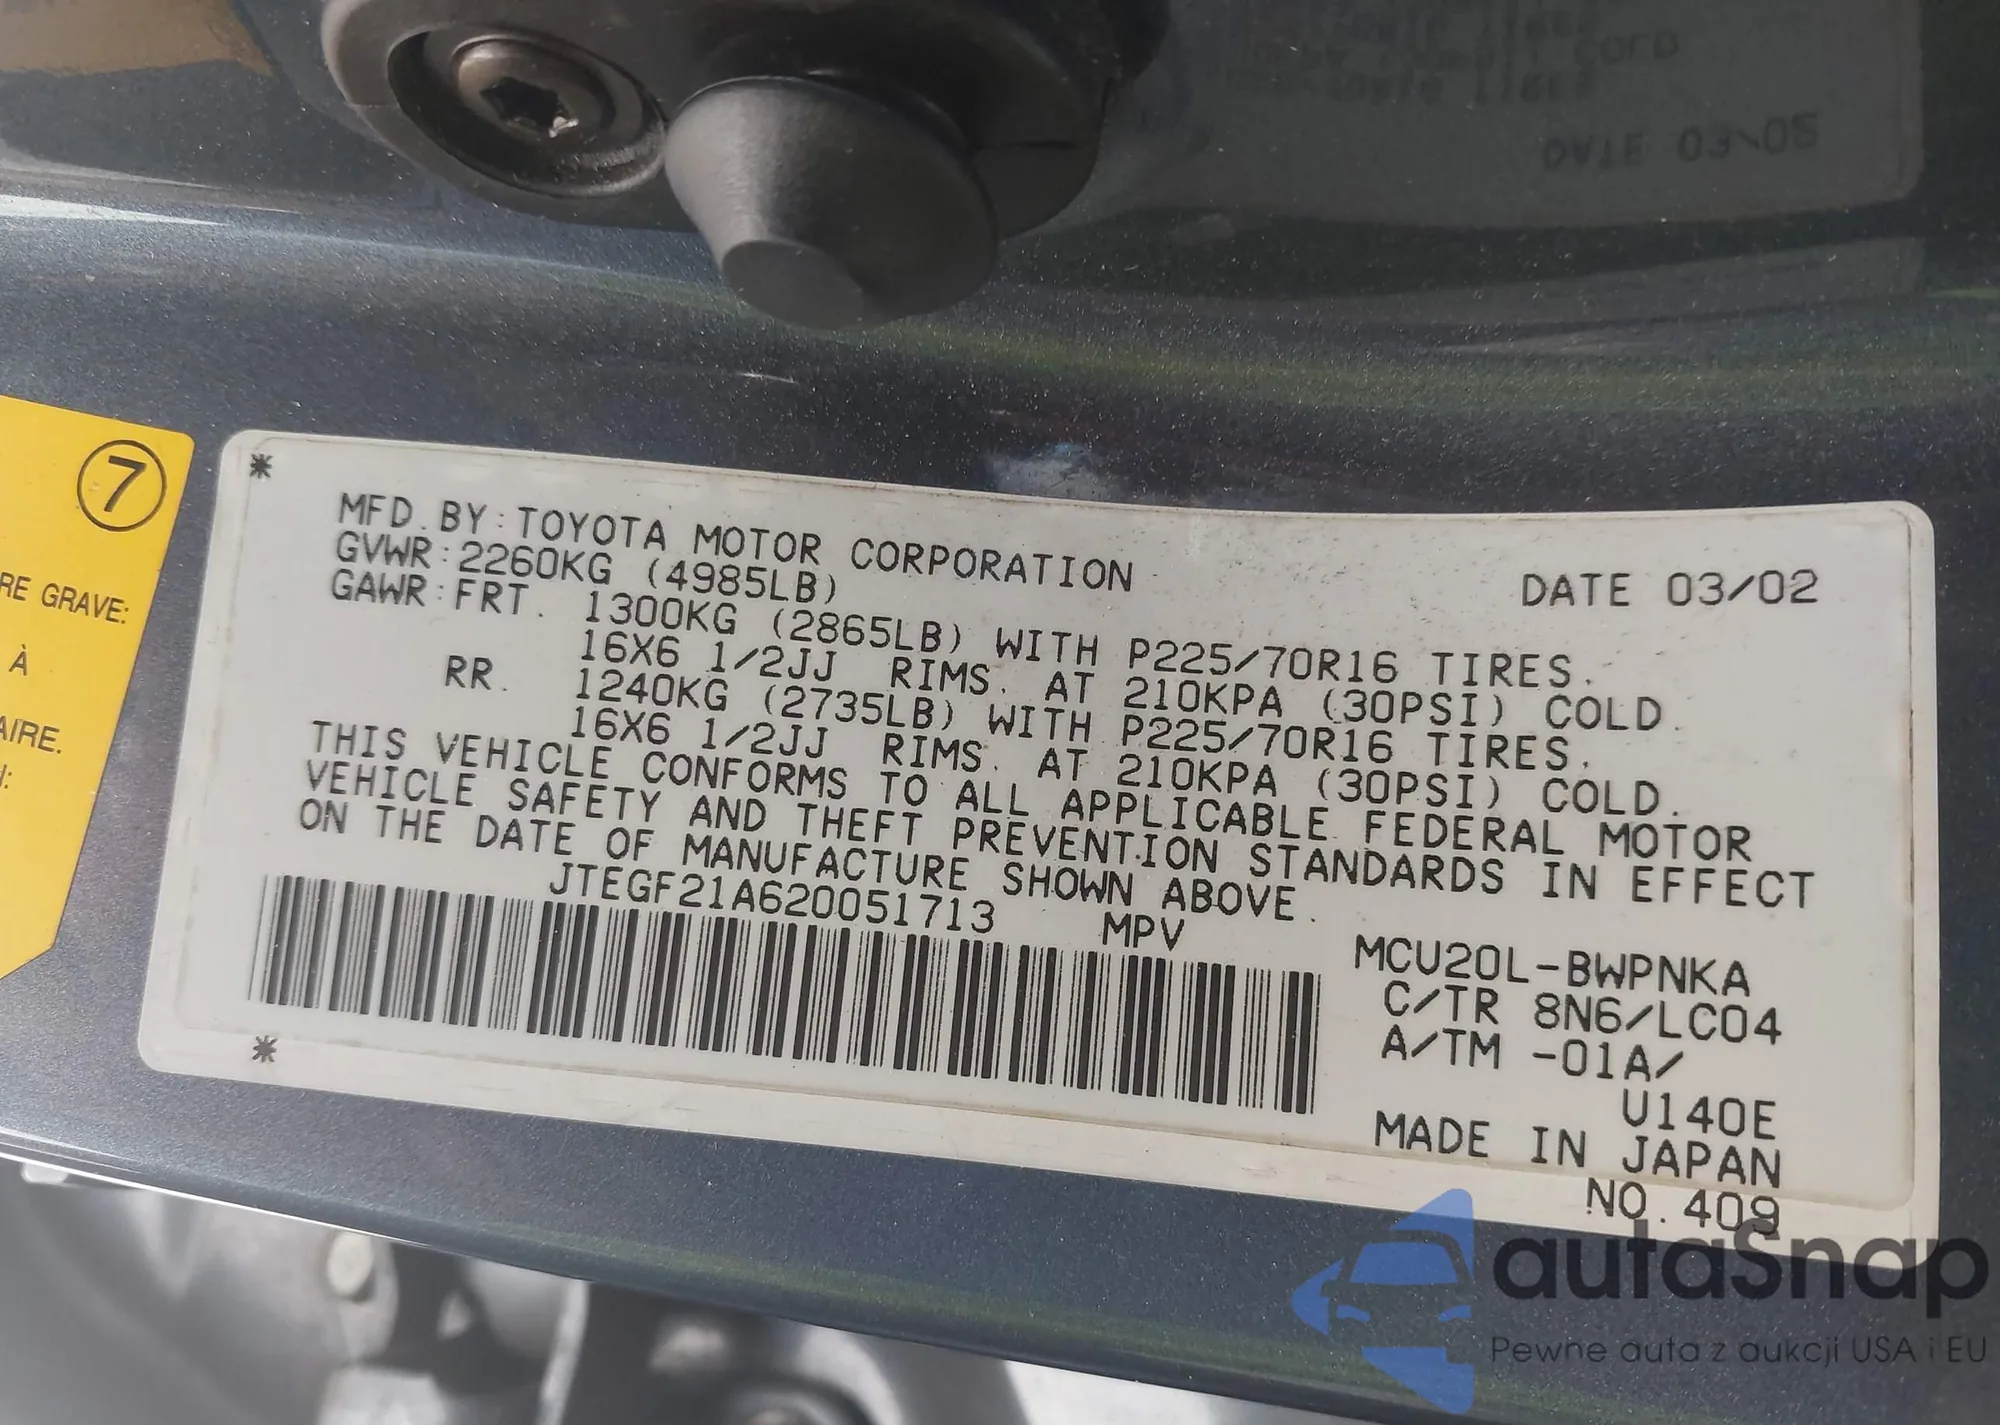 DATE 03/02
7
RE GRAVE:
À
AIRE.
MFD. BY: TOYOTA MOTOR CORPORATION DATE 03/02
GVWR: 2260KG (4985LB)
GAWR: FRT. 1300KG (2865LB) WITH P225/70R16 TIRES.
16X6 1/2JJ RIMS. AT 210KPA (30PSI) COLD.
RR. 1240KG (2735LB) WITH P225/70R16 TIRES.
16X6 1/2JJ RIMS. AT 210KPA (30PSI) COLD.
THIS VEHICLE CONFORMS TO ALL APPLICABLE FEDERAL MOTOR
VEHICLE SAFETY AND THEFT PREVENTION STANDARDS IN EFFECT
ON THE DATE OF MANUFACTURE SHOWN ABOVE.
JTEGF21A620051713 MPV
MCU20L-BWPNKA
C/TR 8N6/LC04
A/TM -01A/
U140E
MADE IN JAPAN
NO. 409
autaSnap
Pewne auta z aukcji USA i EU